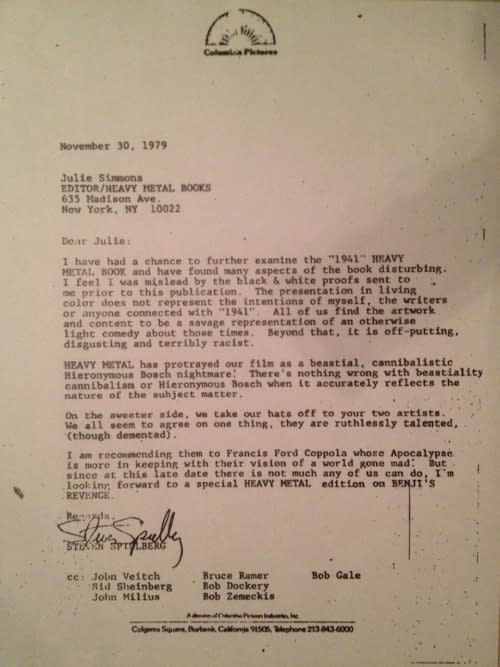 Columbia Pictures
November 30, 1979
Julie Simmons
EDITOR/HEAVY METAL BOOKS
635 Madison Ave.
New York, NY 10022
Dear Julie:
I have had a chance to further examine the "1941" HEAVY
METAL BOOK and have found many aspects of the book disturbing.
I feel I was mislead by the black & white proofs sent to
me prior to this publication. The presentation in living
color does not represent the intentions of myself, the writers
or anyone connected with "1941". All of us find the artwork
and content to be a savage representation of an otherwise
light comedy about those times. Beyond that, it is off-putting,
disgusting and terribly racist.
HEAVY METAL has protrayed our film as a beastial, cannibalistic
Hieronymous Bosch nightmare! There's nothing wrong with beastiality
cannibalism or Hieronymous Bosch when it accurately reflects the
nature of the subject matter.
On the sweeter side, we take our hats off to your two artists.
We all seem to agree on one thing, they are ruthlessly talented,
(though demented).
I am recommending them to Francis Ford Coppola whose Apocalypse
is more in keeping with their vision of a world gone mad! But
since at this late date there is not much any of us can do, I'm
looking forward to a special HEAVY METAL edition on BENJI'S
REVENGE.
Regards,
Steven Spielberg
STEVEN SPIELBERG
cc: John Veitch Bruce Ramer Bob Gale
Sid Sheinberg Bob Dockery
John Milius Bob Zemeckis
A division of Columbia Pictures Industries, Inc.
Colgems Square, Burbank, California 91505, Telephone 213-843-6000